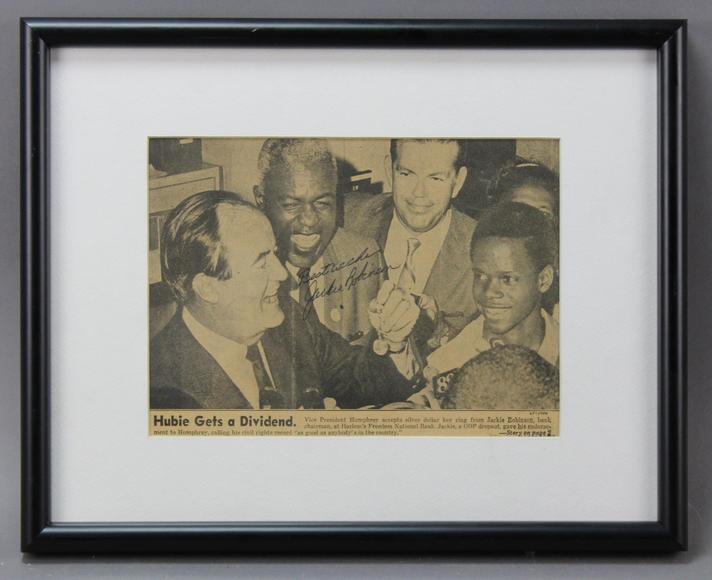 Best wishes
Jackie Robinson
Hubie Gets a Dividend.
Vice President Humphrey accepts silver dollar key ring from Jackie Robinson, bank
chairman, at Harlem's Freedom National Bank. Jackie, a GOP dropout, gave his endorse-
ment to Humphrey, calling his civil rights record "as good as anybody's in the country."
—Story on page 2